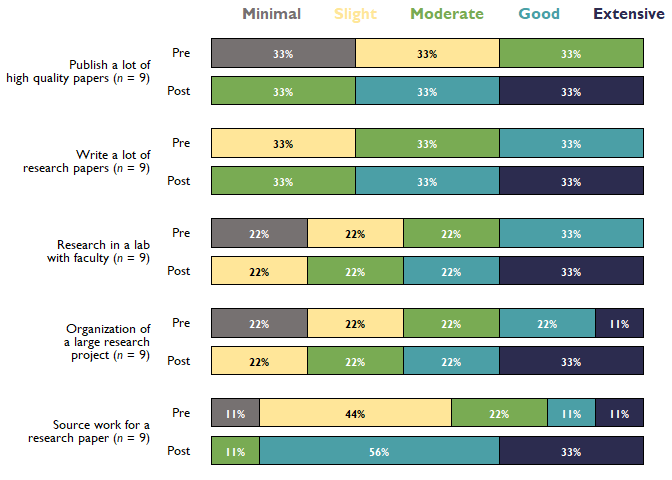 Minimal Slight Moderate Good Extensive
Publish a lot of
high quality papers (n = 9)
Pre 33% 33% 33%
Post 33% 33% 33%
Write a lot of
research papers (n = 9)
Pre 33% 33% 33%
Post 33% 33% 33%
Research in a lab
with faculty (n = 9)
Pre 22% 22% 22% 33%
Post 22% 22% 22% 33%
Organization of
a large research
project (n = 9)
Pre 22% 22% 22% 22% 11%
Post 22% 22% 22% 33%
Source work for a
research paper (n = 9)
Pre 11% 44% 22% 11% 11%
Post 11% 56% 33%